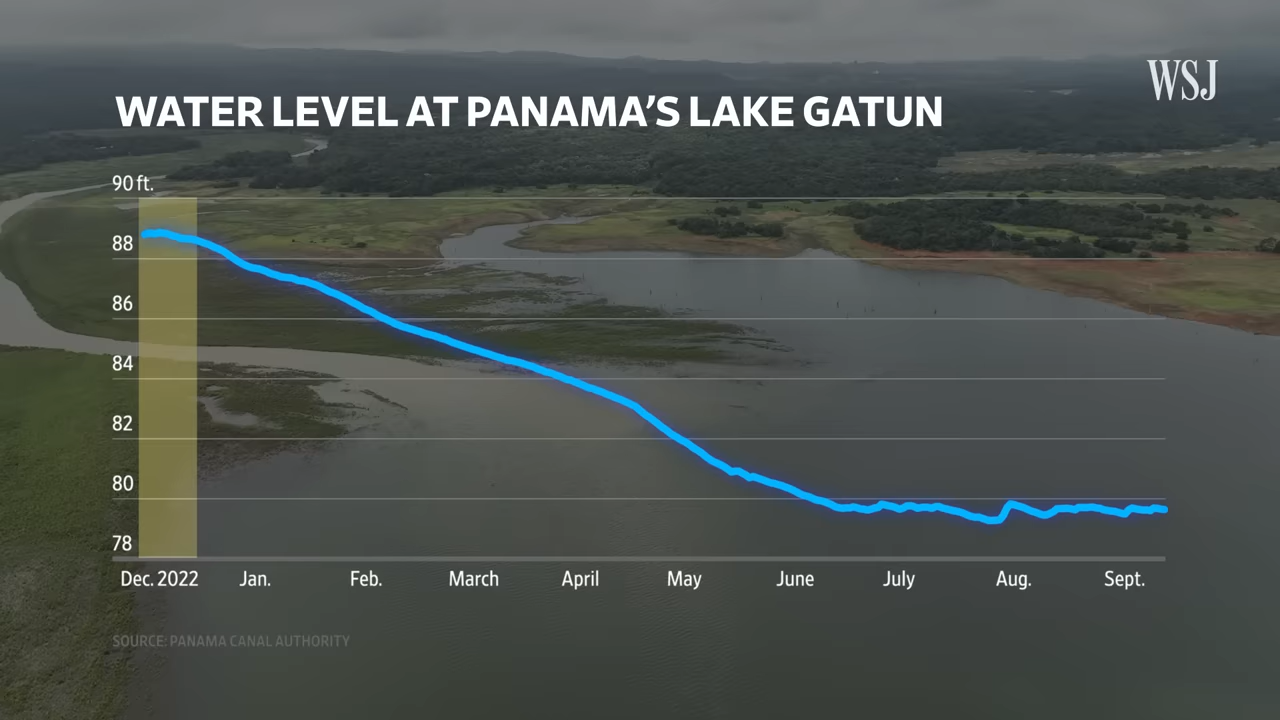 WSJ
WATER LEVEL AT PANAMA'S LAKE GATUN
90 ft.
88
86
84
82
80
78
Dec. 2022 Jan. Feb. March April May June July Aug. Sept.
SOURCE: PANAMA CANAL AUTHORITY